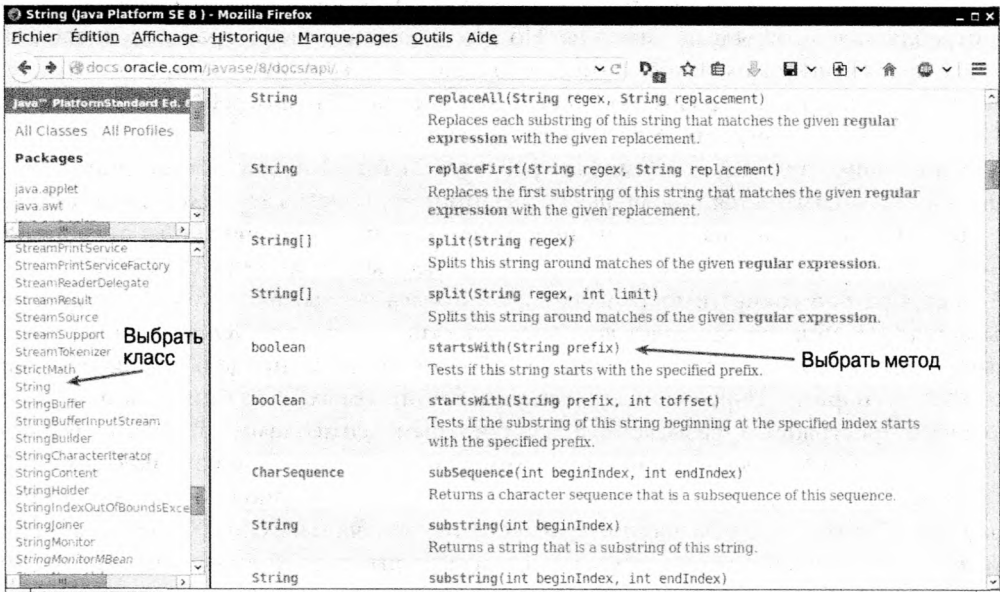 String (Java Platform SE 8 ) - Mozilla Firefox
Fichier Édition Affichage Historique Marque-pages Outils Aide
docs.oracle.com/javase/8/docs/api/
Java™ PlatformStandard Ed. 8
All Classes All Profiles
Packages
java.applet
java.awt
StreamPrintService
StreamPrintServiceFactory
StreamReaderDelegate
StreamResult
StreamSource
StreamSupport
StreamTokenizer
StrictMath
String
StringBuffer
StringBufferInputStream
StringBuilder
StringCharacterIterator
StringContent
StringHolder
StringIndexOutOfBoundsExce
StringJoiner
StringMonitor
StringMonitorMBean
Выбрать
класс
String replaceAll(String regex, String replacement)
Replaces each substring of this string that matches the given regular
expression with the given replacement.
String replaceFirst(String regex, String replacement)
Replaces the first substring of this string that matches the given regular
expression with the given replacement.
String[] split(String regex)
Splits this string around matches of the given regular expression.
String[] split(String regex, int limit)
Splits this string around matches of the given regular expression.
boolean startsWith(String prefix)
Выбрать метод
Tests if this string starts with the specified prefix.
boolean startsWith(String prefix, int toffset)
Tests if the substring of this string beginning at the specified index starts
with the specified prefix.
CharSequence subSequence(int beginIndex, int endIndex)
Returns a character sequence that is a subsequence of this sequence.
String substring(int beginIndex)
Returns a string that is a substring of this string.
String substring(int beginIndex, int endIndex)